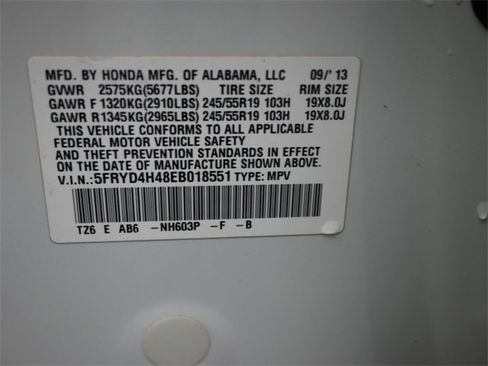 MFD. BY HONDA MFG. OF ALABAMA, LLC 09/'13
GVWR 2575KG(5677LBS) TIRE SIZE RIM SIZE
GAWR F 1320KG(2910LBS) 245/55R19 103H 19X8.0J
GAWR R1345KG(2965LBS) 245/55R19 103H 19X8.0J
THIS VEHICLE CONFORMS TO ALL APPLICABLE
FEDERAL MOTOR VEHICLE SAFETY
AND THEFT PREVENTION STANDARDS IN EFFECT
ON THE DATE OF MANUFACTURE SHOWN ABOVE.
V.I.N.:5FRYD4H48EB018551 TYPE: MPV
TZ6 E AB6 -NH603P -F -B